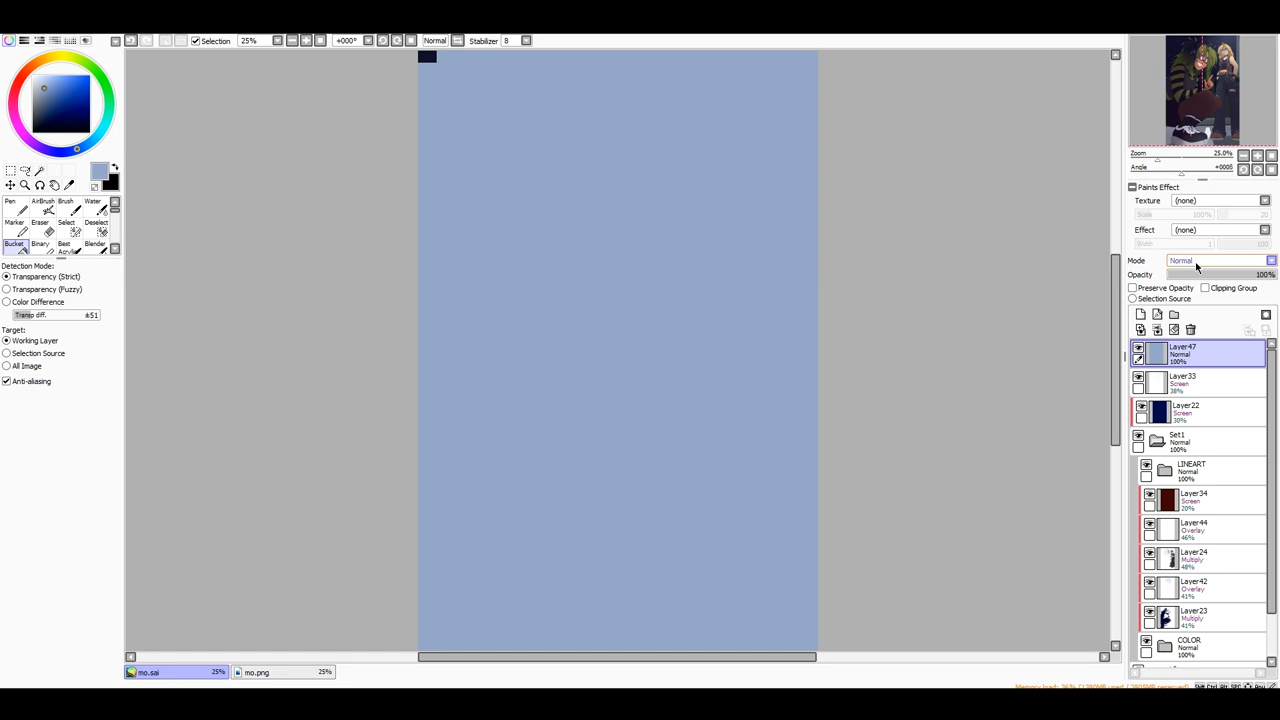 Selection 25% +000° Normal Stabilizer 8
Zoom 25.0%
Angle +000°
Paints Effect
Texture (none)
Scale 100% 20
Effect (none)
Width 1 100
Mode Normal
Opacity 100%
Preserve Opacity Clipping Group
Selection Source
Pen AirBrush Brush Water
Marker Eraser Select Deselect
Bucket Binary Best Acrylic Blender
Detection Mode:
Transparency (Strict)
Transparency (Fuzzy)
Color Difference
Transp diff. ±51
Target:
Working Layer
Selection Source
All Image
Anti-aliasing
Layer47
Normal
100%
Layer33
Screen
38%
Layer22
Screen
30%
Set1
Normal
100%
LINEART
Normal
100%
Layer34
Screen
20%
Layer44
Overlay
46%
Layer24
Multiply
48%
Layer42
Overlay
41%
Layer23
Multiply
41%
COLOR
Normal
100%
mo.sai 25% mo.png 25%